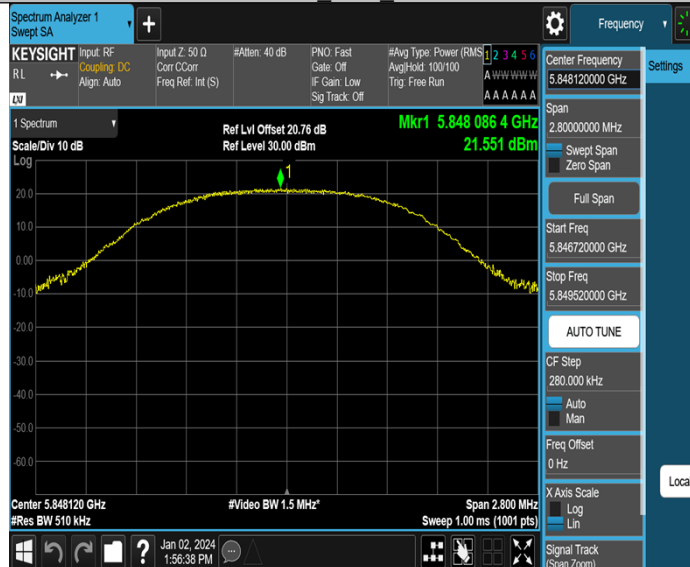 Spectrum Analyzer 1
Swept SA
+
Frequency
KEYSIGHT
RL
LXI
Input: RF
Coupling: DC
Align: Auto
Input Z: 50 Ω
Corr CCorr
Freq Ref: Int (S)
#Atten: 40 dB
PNO: Fast
Gate: Off
IF Gain: Low
Sig Track: Off
#Avg Type: Power (RMS
Avg|Hold: 100/100
Trig: Free Run
1 2 3 4 5 6
A W W W W W
A A A A A A
1 Spectrum
Scale/Div 10 dB
Log
Ref Lvl Offset 20.76 dB
Ref Level 30.00 dBm
Mkr1 5.848 086 4 GHz
21.551 dBm
1
20.0
10.0
0.00
-10.0
-20.0
-30.0
-40.0
-50.0
-60.0
Center 5.848120 GHz
#Res BW 510 kHz
#Video BW 1.5 MHz*
Span 2.800 MHz
Sweep 1.00 ms (1001 pts)
?
Jan 02, 2024
1:56:38 PM
Center Frequency
5.848120000 GHz
Span
2.80000000 MHz
Swept Span
Zero Span
Full Span
Start Freq
5.846720000 GHz
Stop Freq
5.849520000 GHz
AUTO TUNE
CF Step
280.000 kHz
Auto
Man
Freq Offset
0 Hz
X Axis Scale
Log
Lin
Signal Track
(Span Zoom)
Settings
Loca